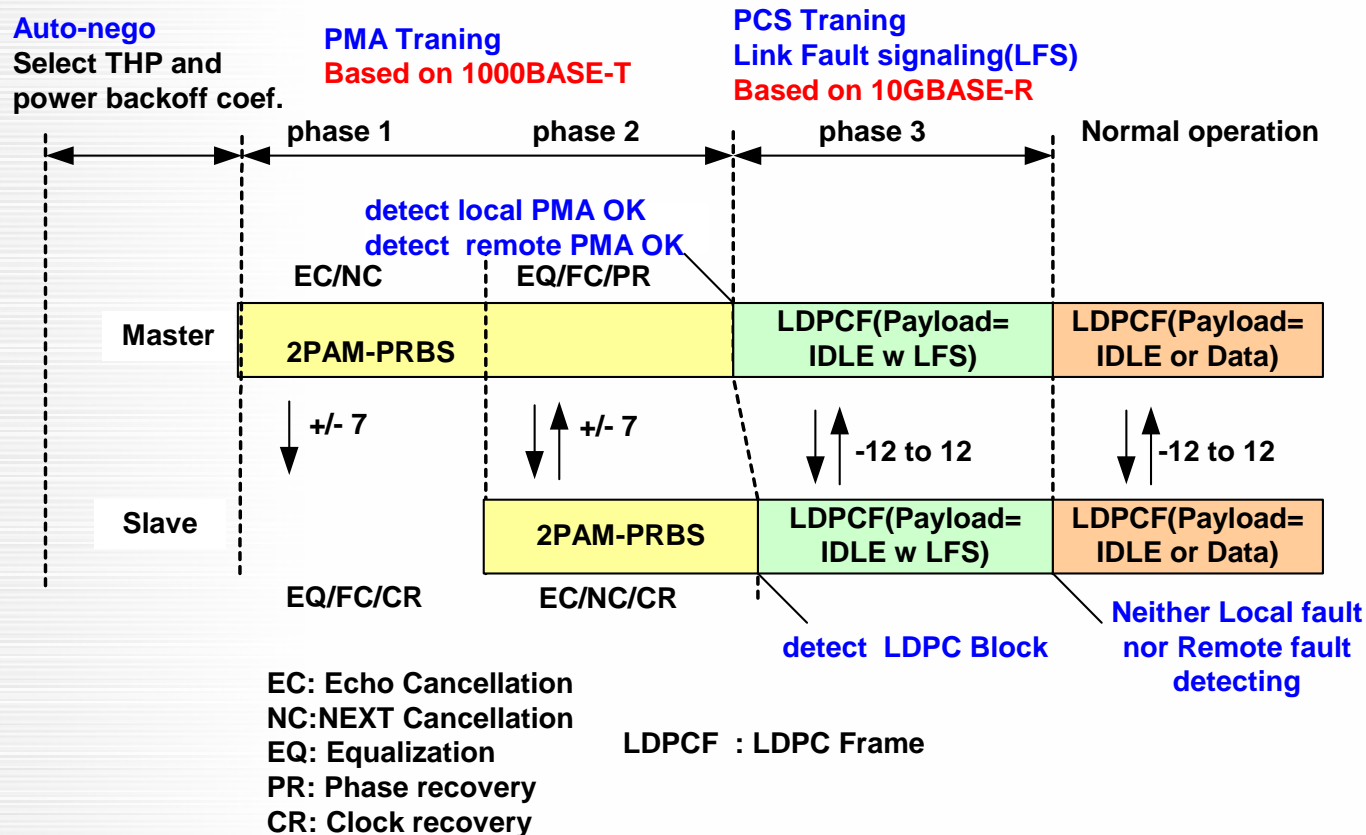 Auto-nego
Select THP and
power backoff coef.
PMA Traning
Based on 1000BASE-T
PCS Traning
Link Fault signaling(LFS)
Based on 10GBASE-R
phase 1
phase 2
phase 3
Normal operation
detect local PMA OK
detect remote PMA OK
EC/NC
EQ/FC/PR
Master
2PAM-PRBS
LDPCF(Payload=
IDLE w LFS)
LDPCF(Payload=
IDLE or Data)
+/- 7
+/- 7
-12 to 12
-12 to 12
Slave
2PAM-PRBS
LDPCF(Payload=
IDLE w LFS)
LDPCF(Payload=
IDLE or Data)
EQ/FC/CR
EC/NC/CR
detect LDPC Block
Neither Local fault
nor Remote fault
detecting
EC: Echo Cancellation
NC:NEXT Cancellation
EQ: Equalization
PR: Phase recovery
CR: Clock recovery
LDPCF : LDPC Frame